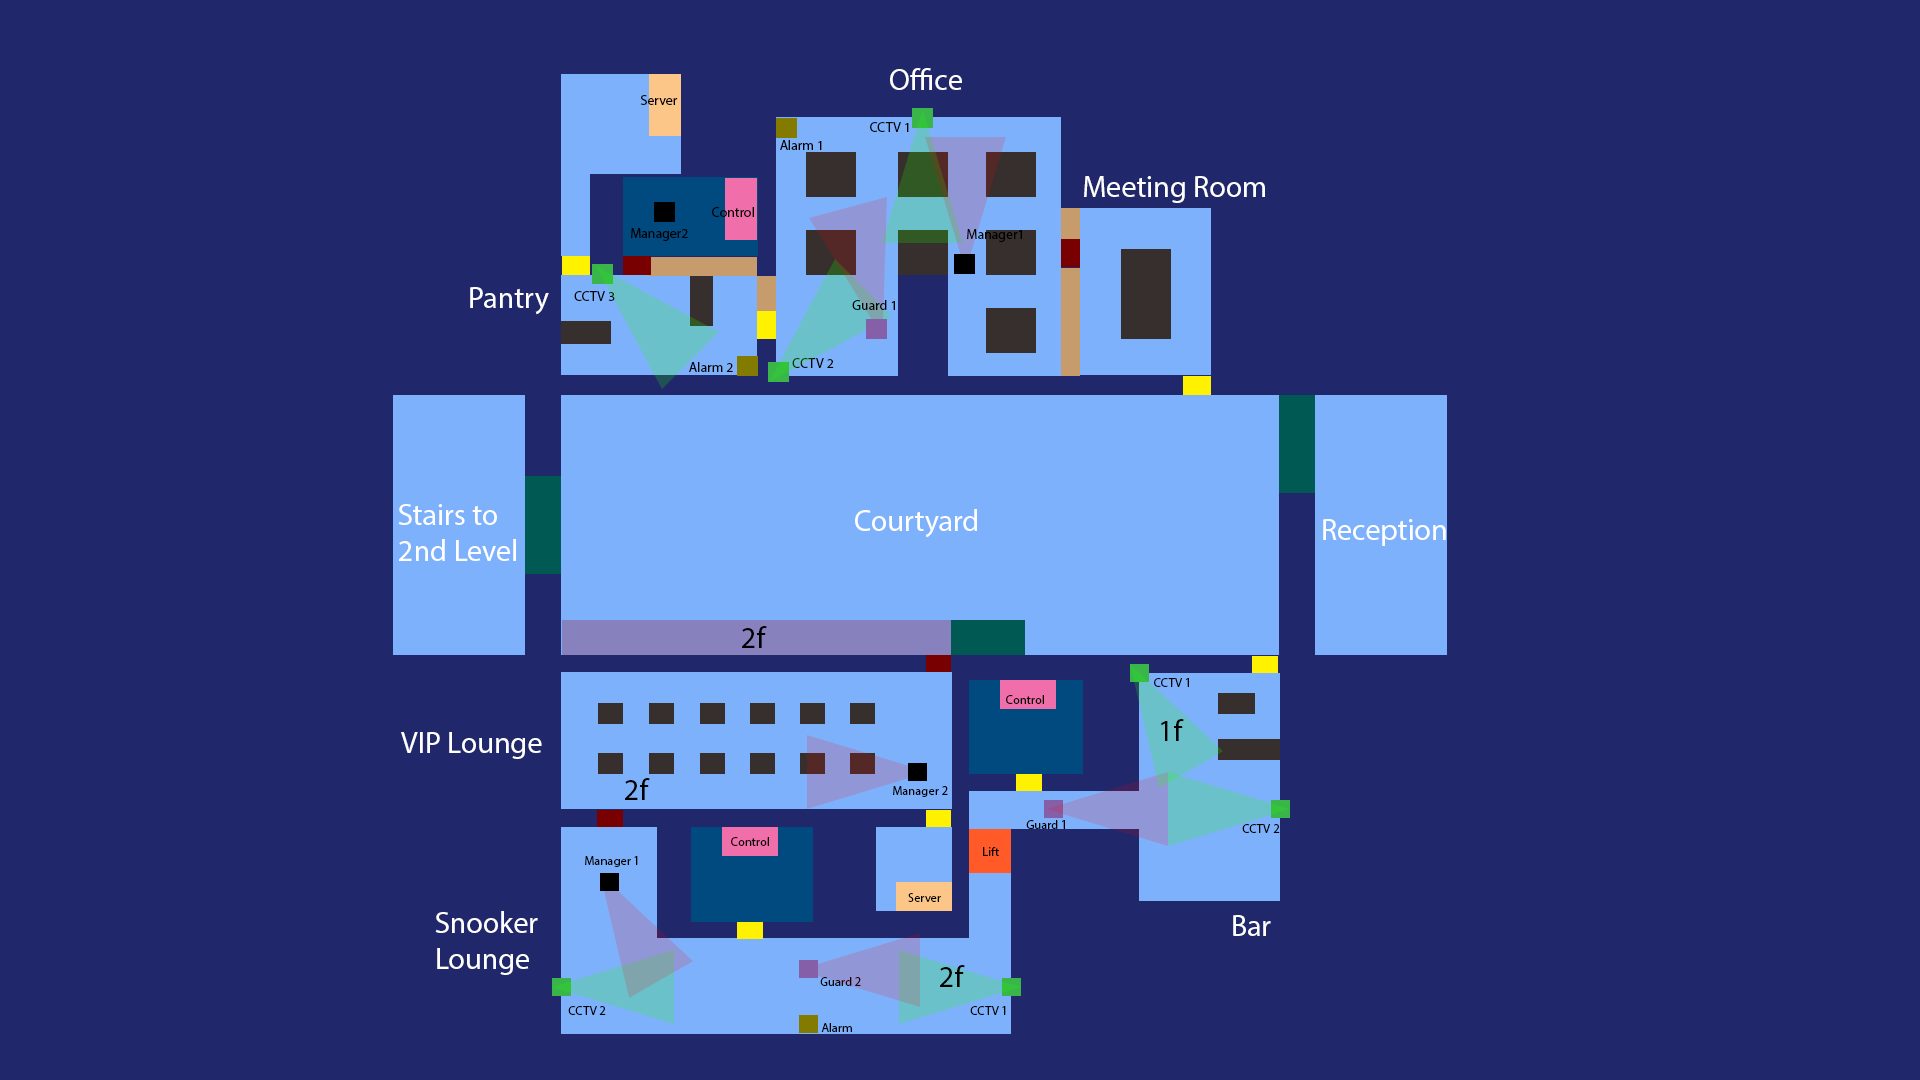 Office
Server
CCTV 1
Alarm 1
Meeting Room
Control
Manager2
Manager1
Pantry
CCTV 3
Guard 1
Alarm 2
CCTV 2
Stairs to
2nd Level
Courtyard
Reception
2f
VIP Lounge
2f
Manager 2
Control
CCTV 1
1f
Guard 1
CCTV 2
Lift
Bar
Manager 1
Control
Server
Snooker
Lounge
CCTV 2
Guard 2
2f
CCTV 1
Alarm